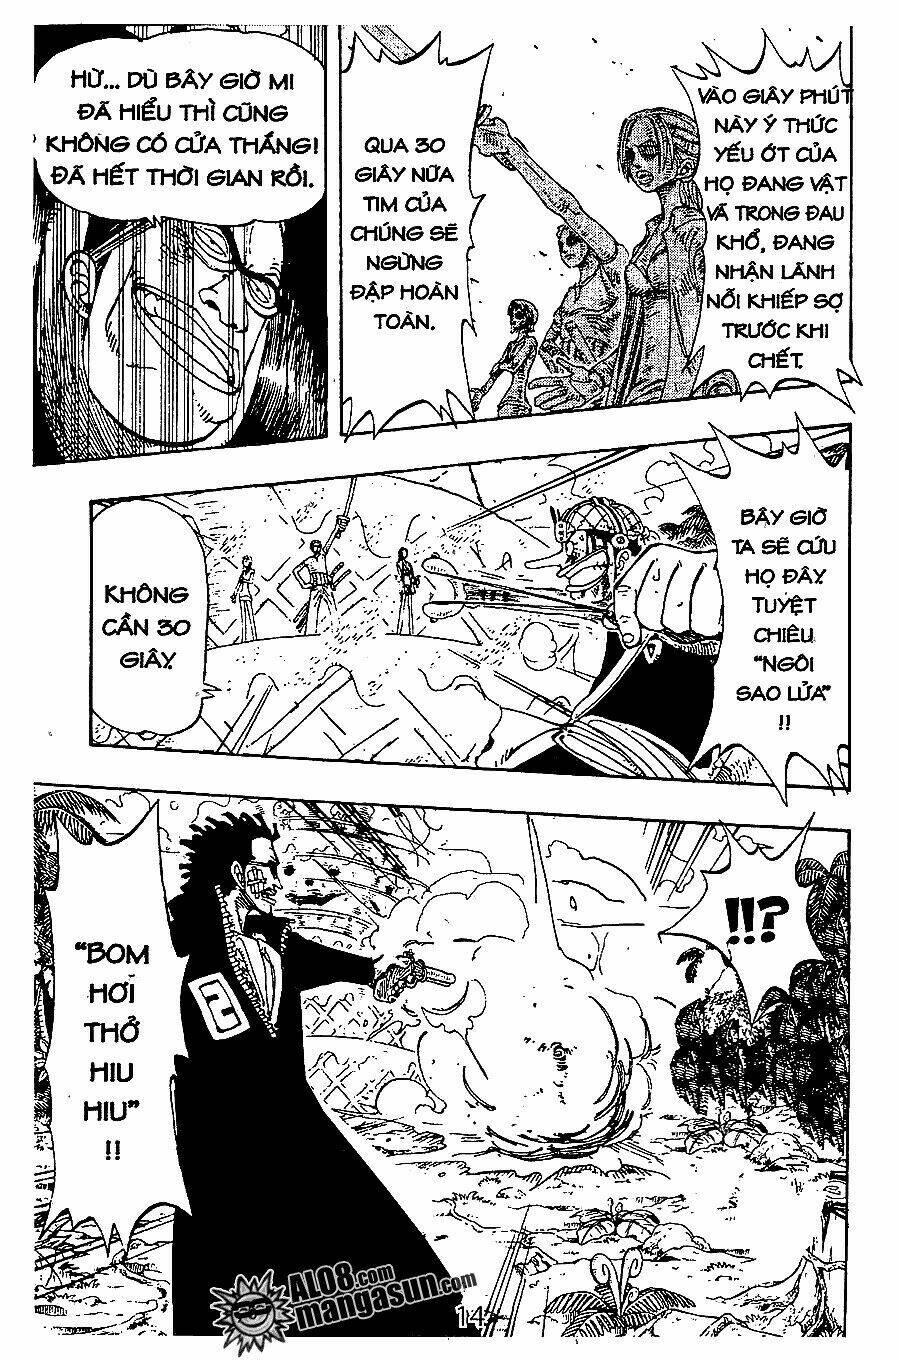 HỪ... DÙ BÂY GIỜ MI
ĐÃ HIỂU THÌ CŨNG
KHÔNG CÓ CỬA THẮNG!
ĐÃ HẾT THỜI GIAN RỒI.
QUA 30
GIÂY NỮA
TIM CỦA
CHÚNG SẼ
NGỪNG
ĐẬP HOÀN
TOÀN.
VÀO GIÂY PHÚT
NÀY Ý THỨC
YẾU ỚT CỦA
HỌ ĐANG VẬT
VÃ TRONG ĐAU
KHỔ, ĐANG
NHẬN LÃNH
NỖI KHIẾP SỢ
TRƯỚC KHI
CHẾT.
KHÔNG
CẦN 30
GIÂY.
BÂY GIỜ
TA SẼ CỨU
HỌ ĐÂY.
TUYỆT
CHIÊU
“NGÔI
SAO LỬA”
!!
“BOM
HƠI
THỞ
HIU
HIU”
!!
!!?
ALO8.com
mangasun.com
14